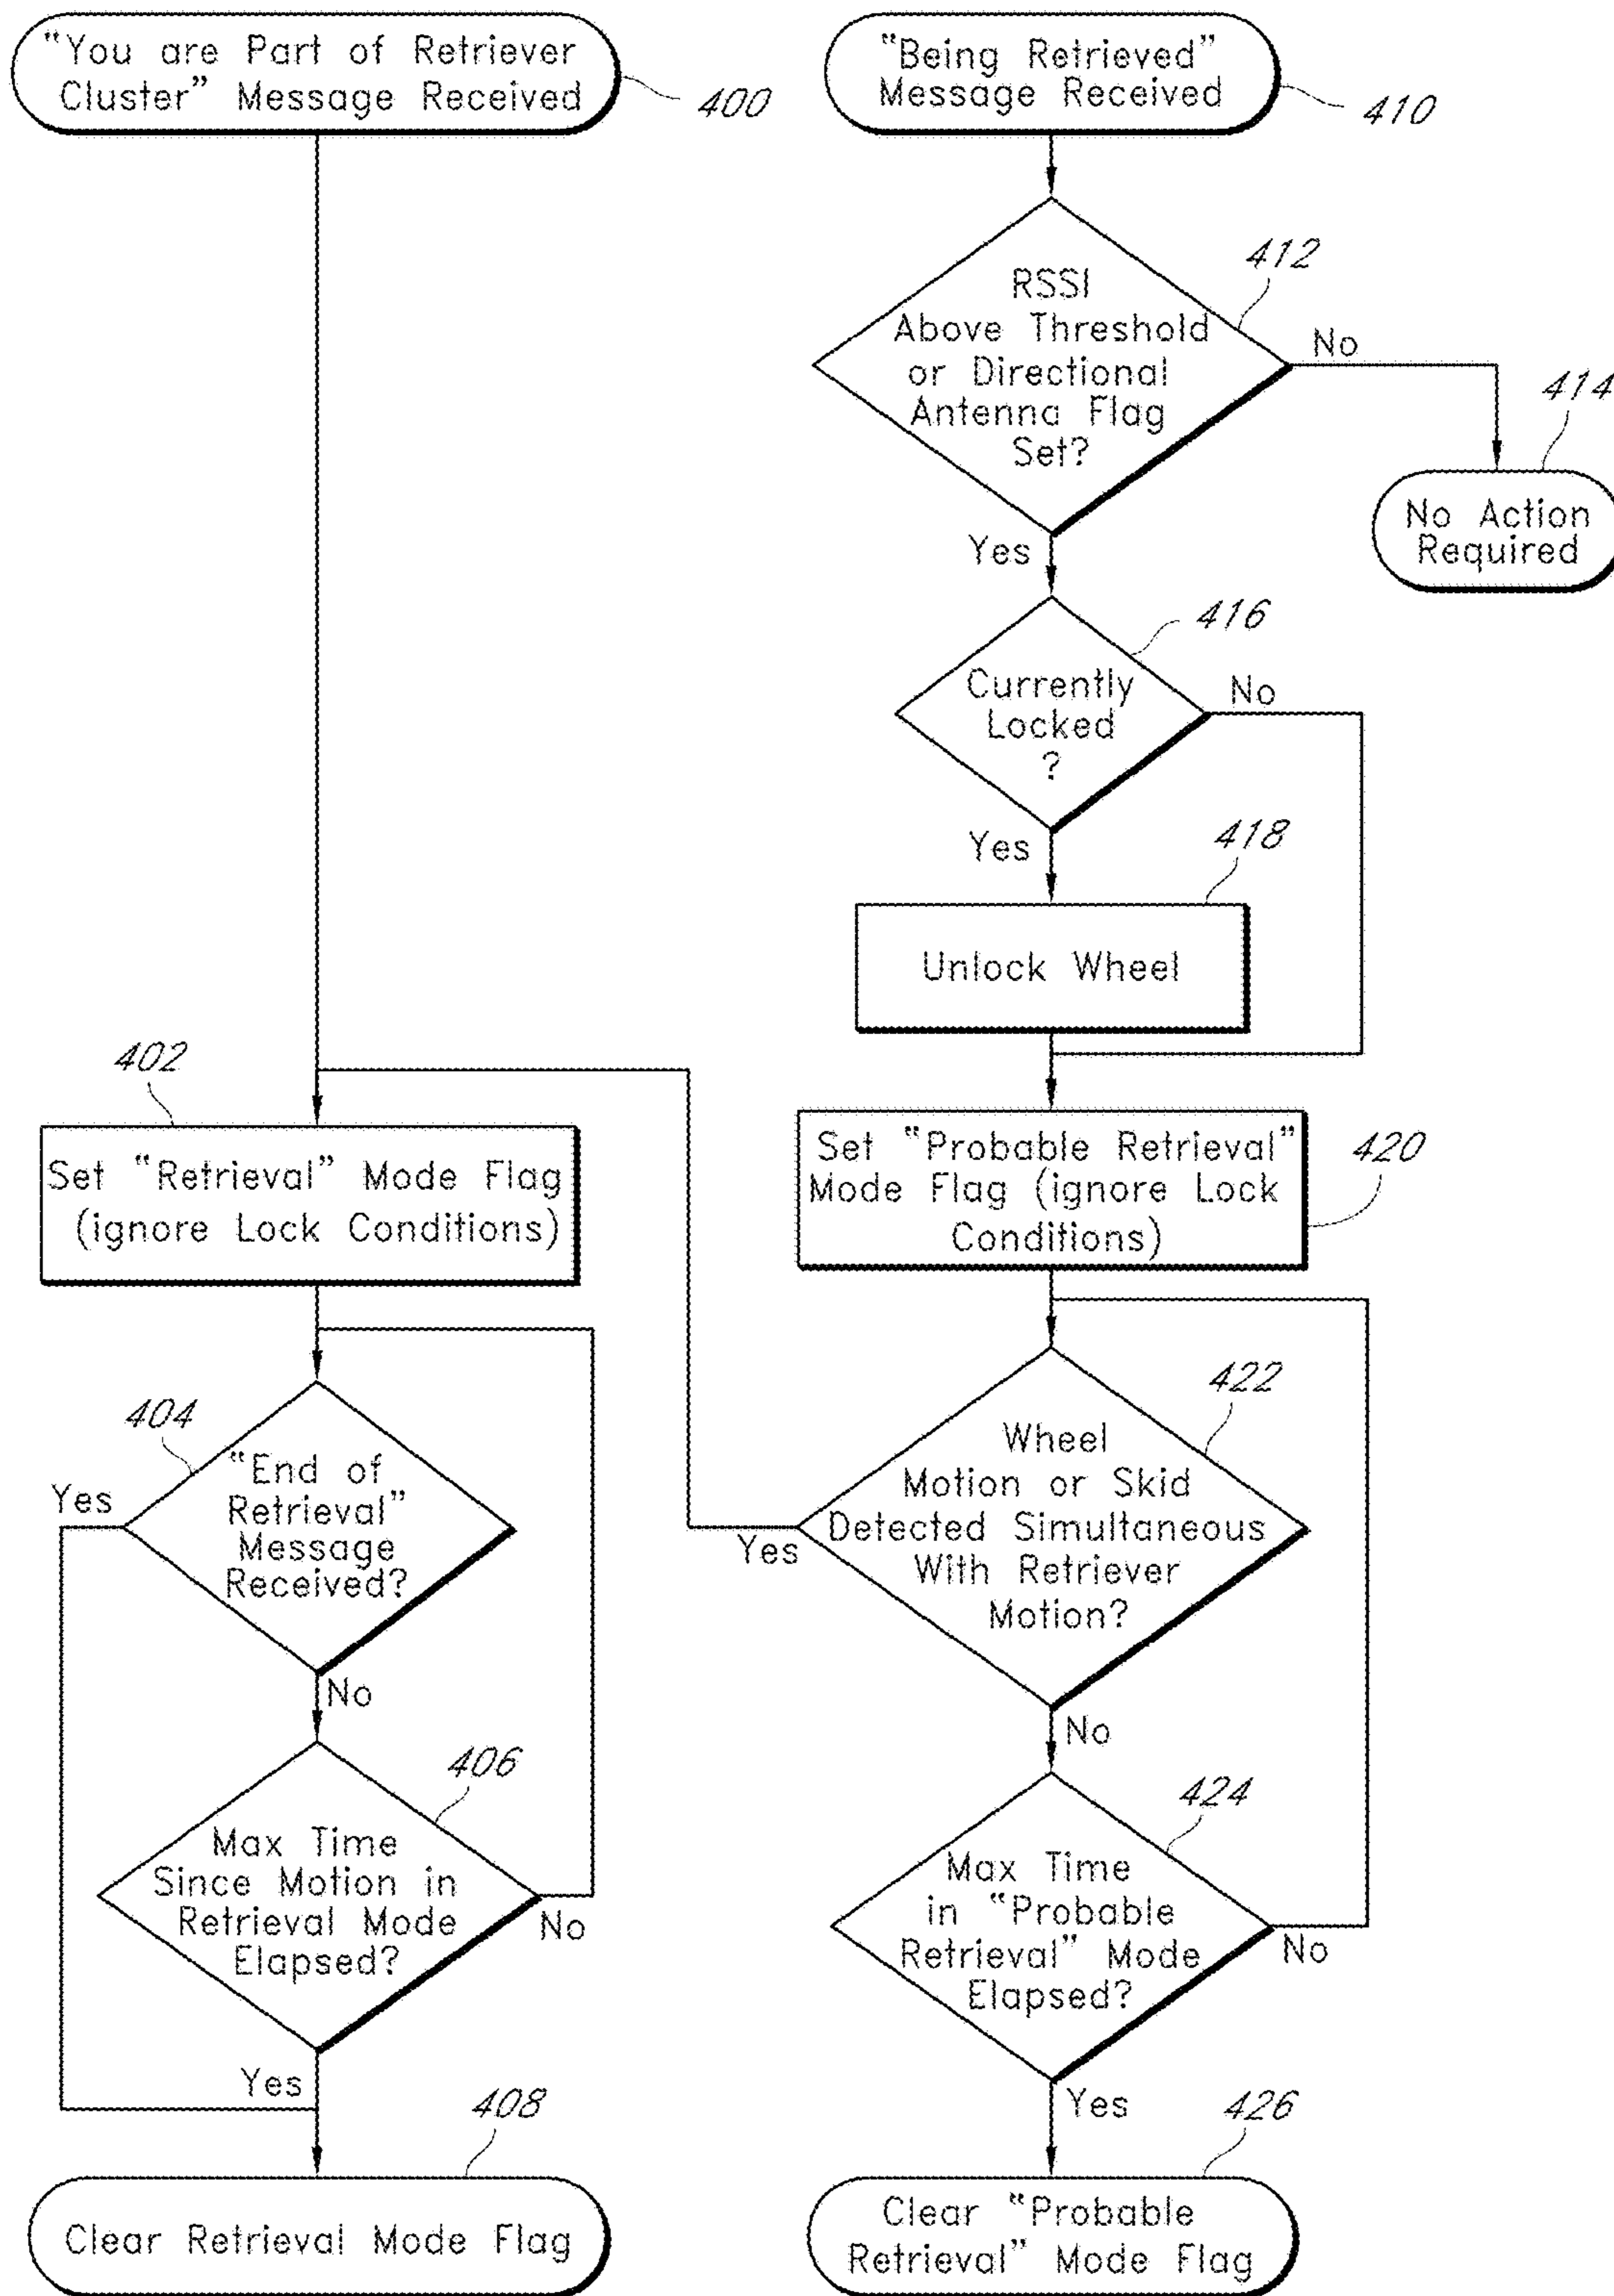 "You are Part of Retriever
Cluster" Message Received
400
402
Set "Retrieval" Mode Flag
(ignore Lock Conditions)
404
"End of
Retrieval"
Message
Received?
Yes
No
406
Max Time
Since Motion in
Retrieval Mode
Elapsed?
No
Yes
408
Clear Retrieval Mode Flag
"Being Retrieved"
Message Received
410
412
RSSI
Above Threshold
or Directional
Antenna Flag
Set?
No
414
No Action
Required
Yes
416
Currently
Locked
?
No
Yes
418
Unlock Wheel
Set "Probable Retrieval"
Mode Flag (ignore Lock
Conditions)
420
422
Wheel
Motion or Skid
Detected Simultaneous
With Retriever
Motion?
Yes
No
424
Max Time
in "Probable
Retrieval" Mode
Elapsed?
No
Yes
426
Clear "Probable
Retrieval" Mode Flag